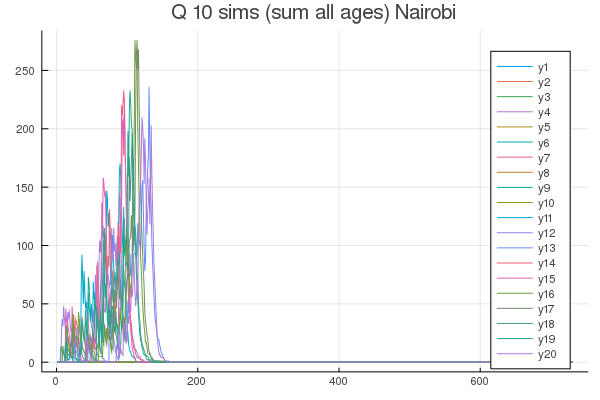 Q 10 sims (sum all ages) Nairobi
250
200
150
100
50
0
0
200
400
600
y1
y2
y3
y4
y5
y6
y7
y8
y9
y10
y11
y12
y13
y14
y15
y16
y17
y18
y19
y20